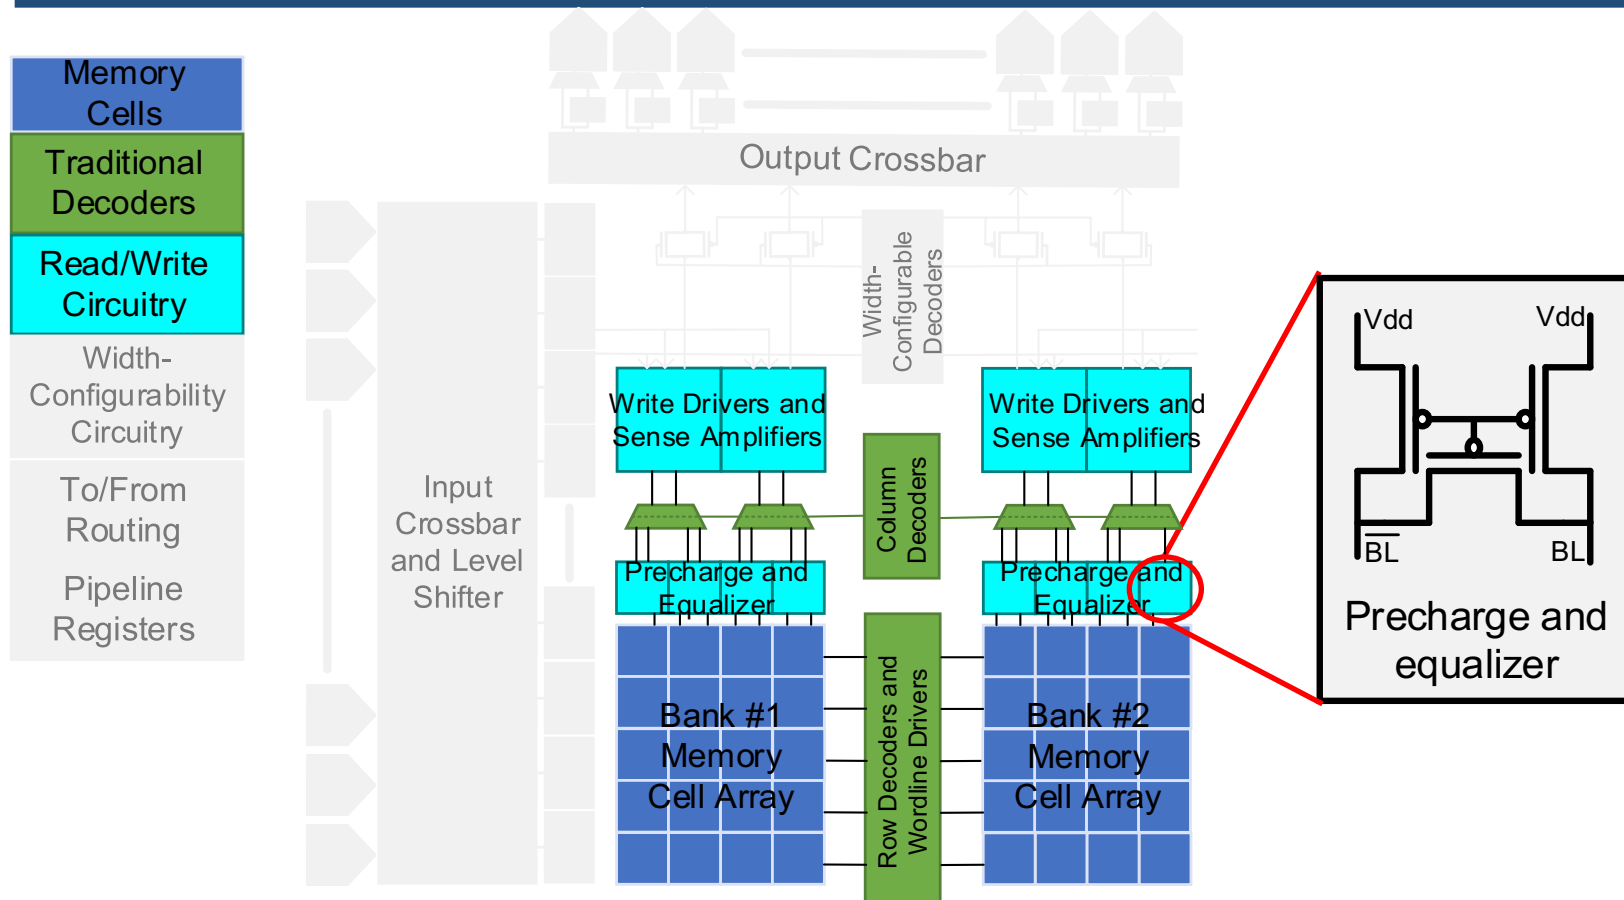 Memory
Cells
Traditional
Decoders
Read/Write
Circuitry
Width-
Configurability
Circuitry
To/From
Routing
Pipeline
Registers
Output Crossbar
Width-
Configurable
Decoders
Input
Crossbar
and Level
Shifter
Write Drivers and
Sense Amplifiers
Write Drivers and
Sense Amplifiers
Column
Decoders
Precharge and
Equalizer
Precharge and
Equalizer
Row Decoders and
Wordline Drivers
Bank #1
Memory
Cell Array
Bank #2
Memory
Cell Array
Vdd
Vdd
B̅L̅
BL
Precharge and
equalizer